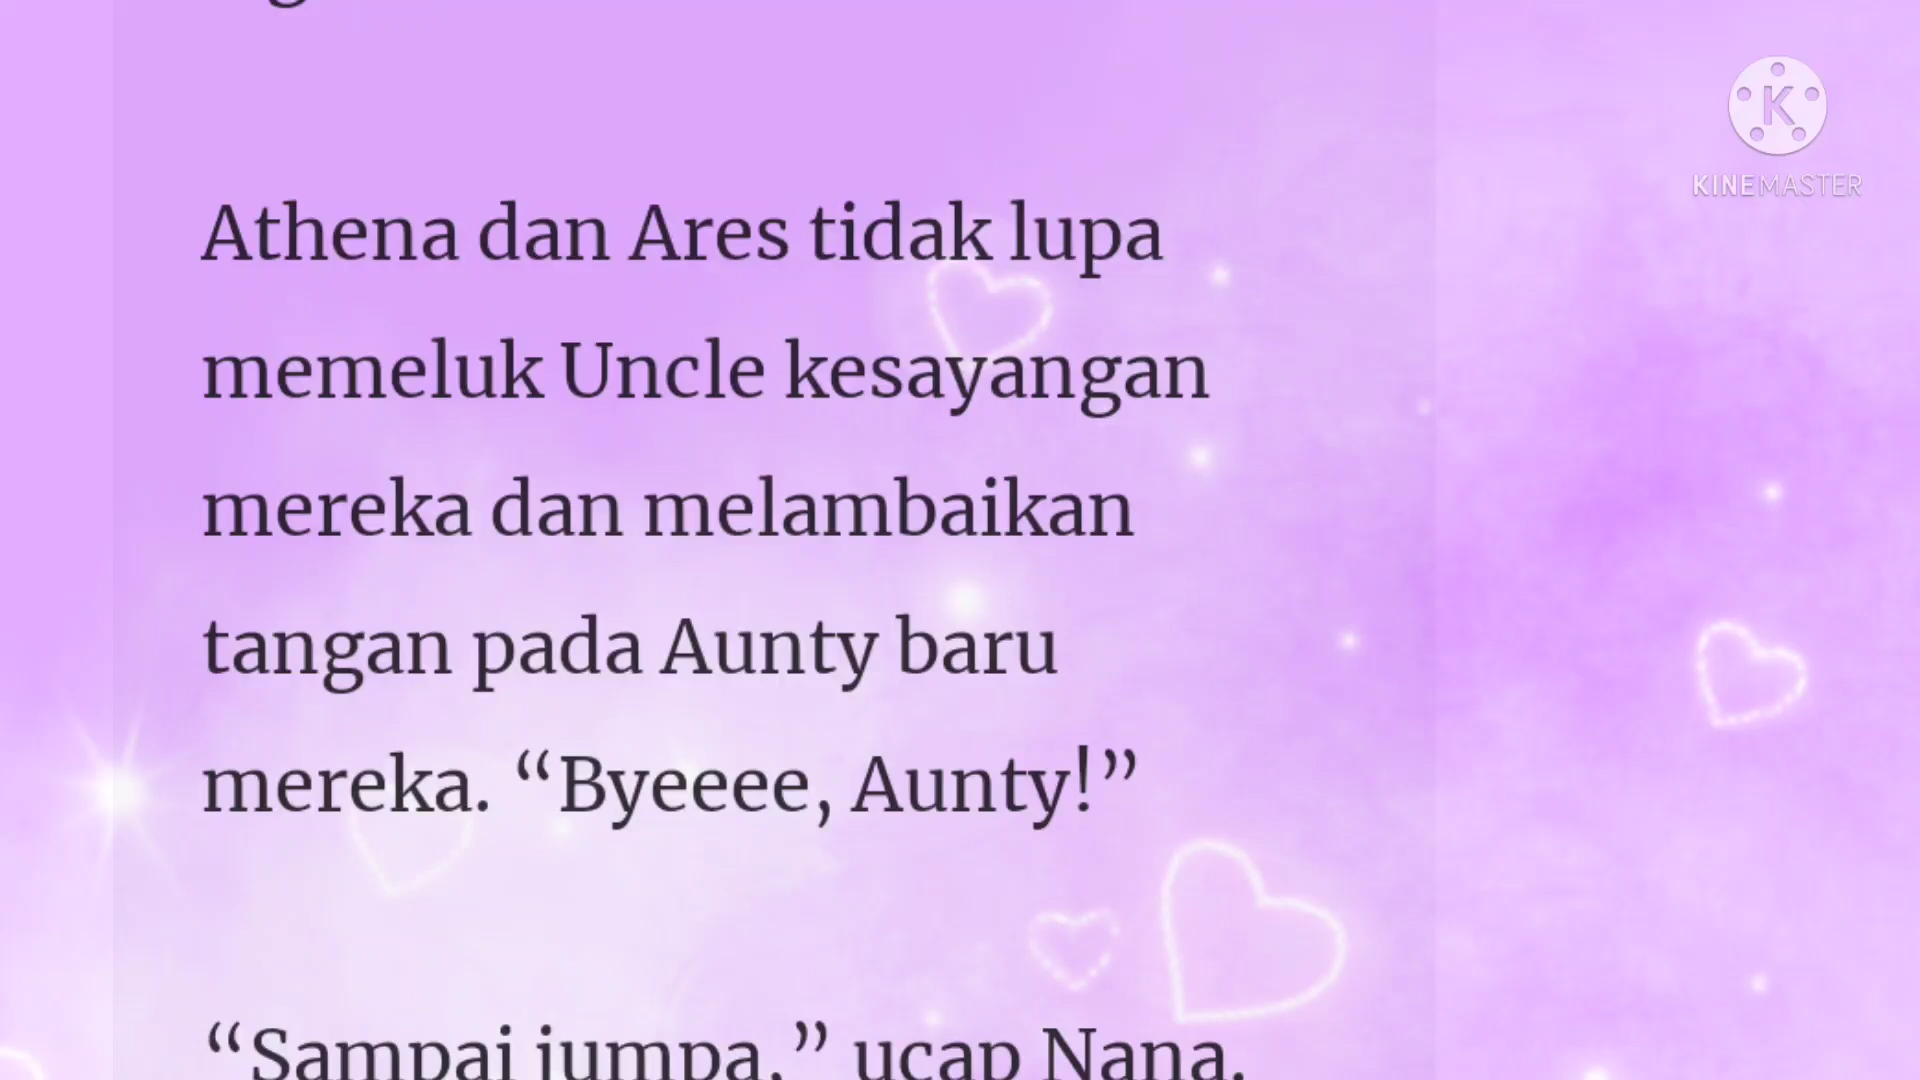 Athena dan Ares tidak lupa
memeluk Uncle kesayangan
mereka dan melambaikan
tangan pada Aunty baru
mereka. “Byeeee, Aunty!”
“Sampai jumpa,” ucap Nana.
K
KINEMASTER